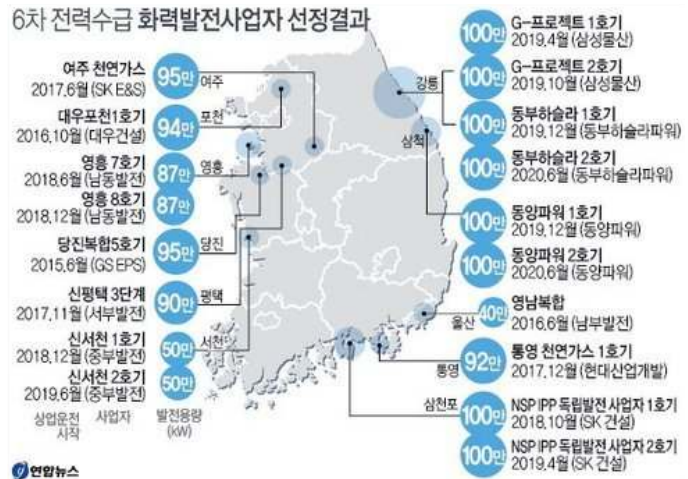 6차 전력수급 화력발전사업자 선정결과
여주 천연가스
2017.6월(SK E&S)
95만
여주
대우포천1호기
2016.10월(대우건설)
94만
포천
영흥 7호기
2018.6월(남동발전)
87만
영흥
영흥 8호기
2018.12월(남동발전)
87만
당진복합5호기
2015.6월(GS EPS)
95만
당진
신평택 3단계
2017.11월(서부발전)
90만
평택
신서천 1호기
2018.12월(중부발전)
50만
서천
신서천 2호기
2019.6월(중부발전)
50만
상업운전
시작
사업자
발전용량
(kW)
100만
G-프로젝트 1호기
2019.4월(삼성물산)
강릉
100만
G-프로젝트 2호기
2019.10월(삼성물산)
100만
동부하슬라 1호기
2019.12월(동부하슬라파워)
100만
동부하슬라 2호기
2020.6월(동부하슬라파워)
삼척
100만
동양파워 1호기
2019.12월(동양파워)
100만
동양파워 2호기
2020.6월(동양파워)
울산
40만
영남복합
2016.6월(남부발전)
통영
92만
통영 천연가스 1호기
2017.12월(현대산업개발)
삼천포
100만
NSP IPP 독립발전 사업자 1호기
2018.10월(SK 건설)
100만
NSP IPP 독립발전 사업자 2호기
2019.4월(SK 건설)
연합뉴스